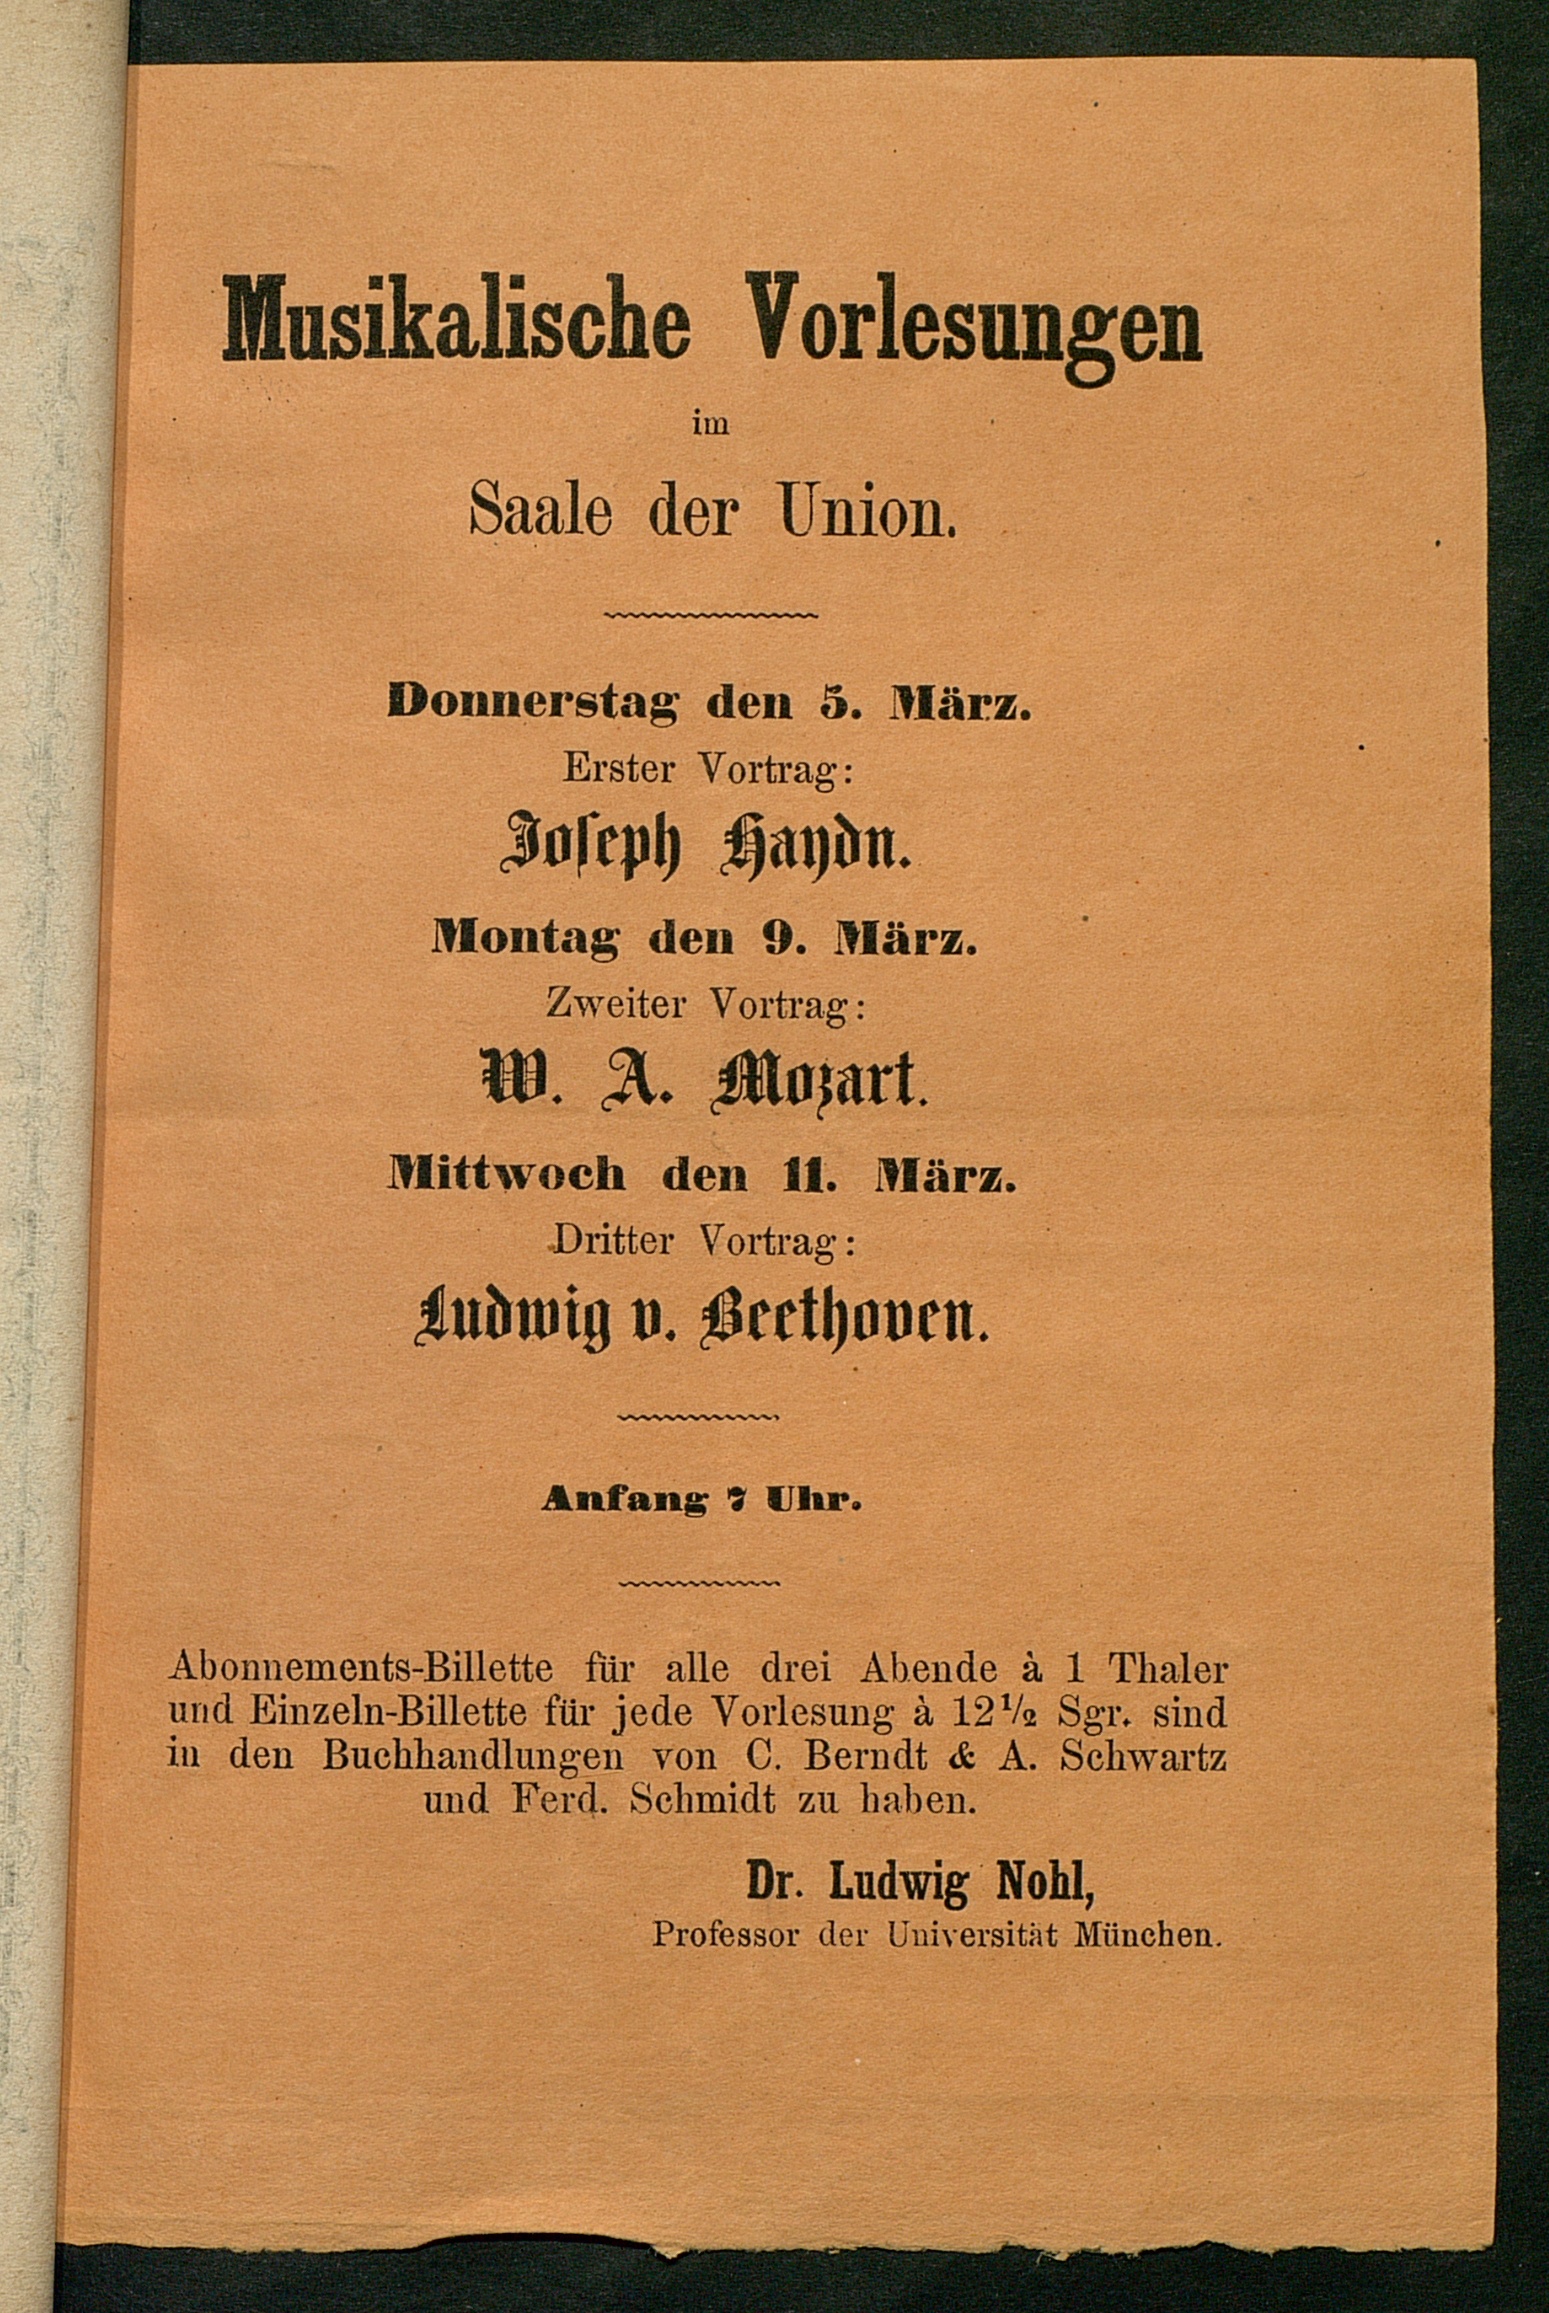 Musikalische Vorlesungen
im
Saale der Union.
Donnerstag den 5. März.
Erster Vortrag:
Joſeph Haydn.
Montag den 9. März.
Zweiter Vortrag:
W. A. Mozart.
Mittwoch den 11. März.
Dritter Vortrag:
Ludwig v. Beethoven.
Anfang 7 Uhr.
Abonnements-Billette für alle drei Abende à 1 Thaler
und Einzeln-Billette für jede Vorlesung à 12½ Sgr. sind
in den Buchhandlungen von C. Berndt & A. Schwartz
und Ferd. Schmidt zu haben.
Dr. Ludwig Nohl,
Professor der Universität München.